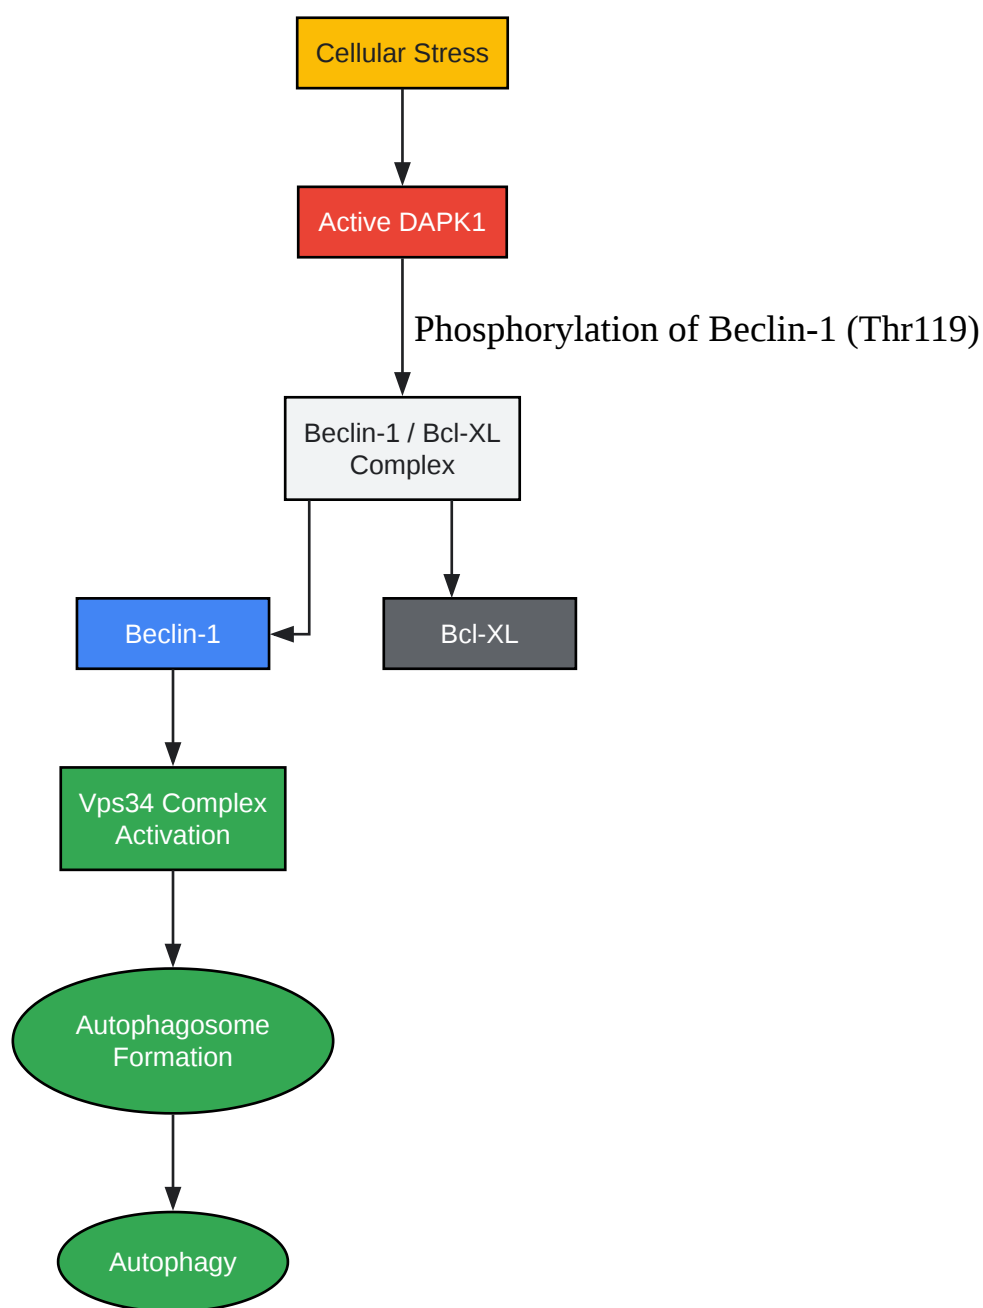 Cellular Stress
Active DAPK1
Phosphorylation of Beclin-1 (Thr119)
Beclin-1 / Bcl-XL
Complex
Beclin-1
Bcl-XL
Vps34 Complex
Activation
Autophagosome
Formation
Autophagy